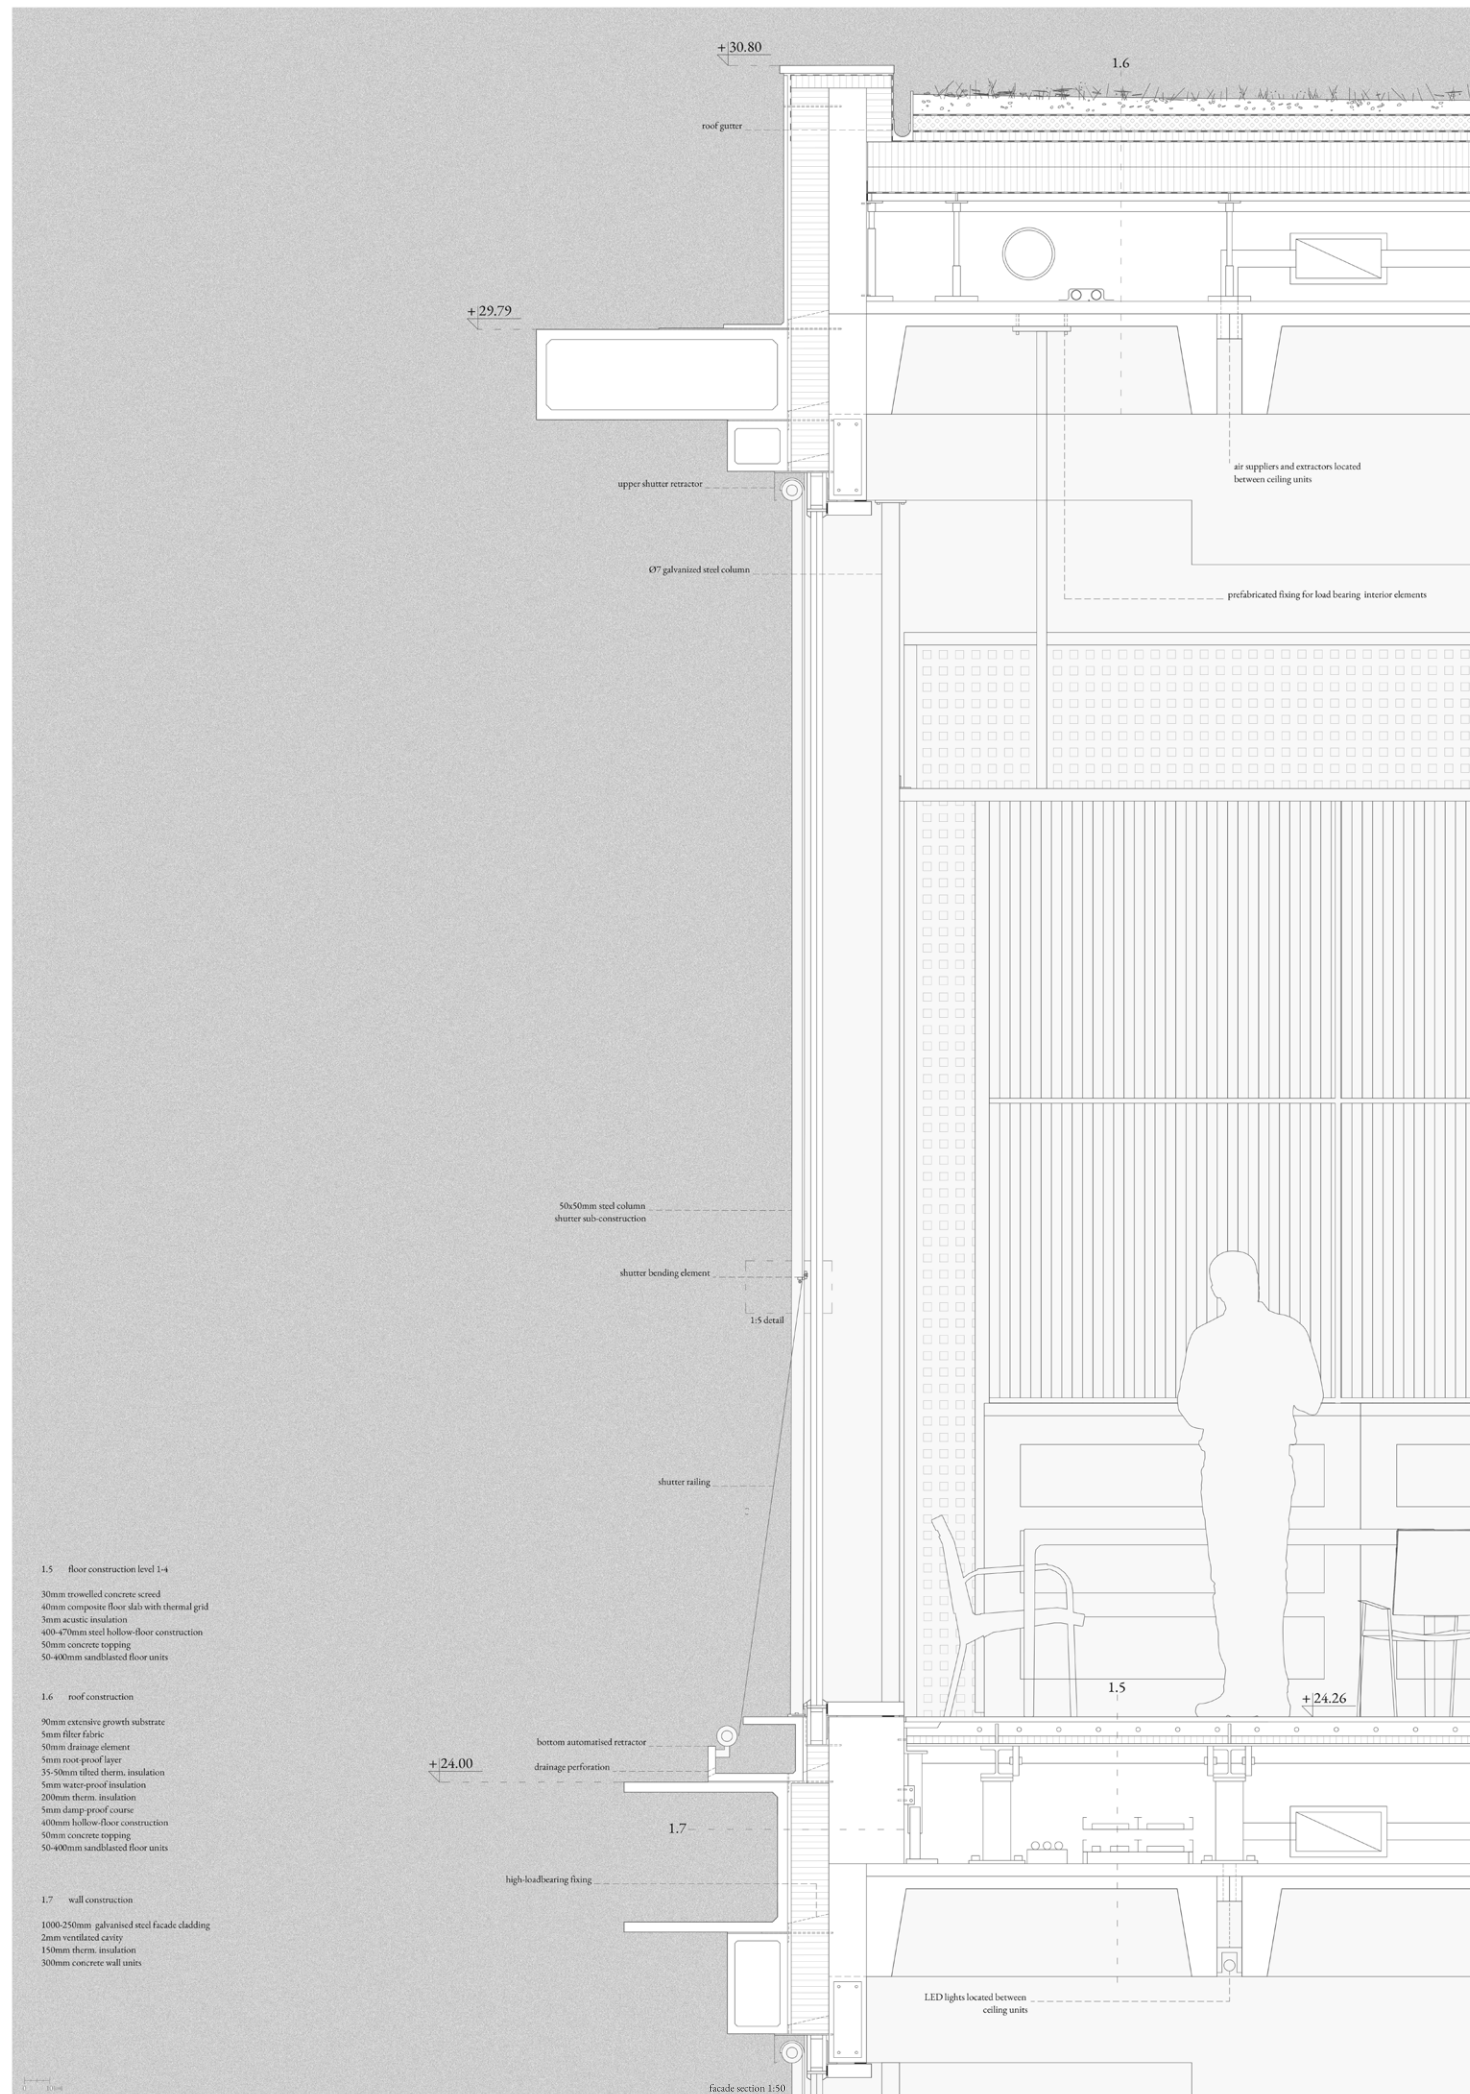 +30.80
1.6
roof gutter
+29.79
air suppliers and extractors located
between ceiling units
upper shutter retractor
Ø7 galvanized steel column
prefabricated fixing for load bearing interior elements
50x50mm steel column
shutter sub-construction
shutter bending element
1:5 detail
shutter railing
1.5 floor construction level 1-4
30mm trowelled concrete screed
40mm composite floor slab with thermal grid
3mm acustic insulation
400-470mm steel hollow-floor construction
50mm concrete topping
50-400mm sandblasted floor units
1.6 roof construction
90mm extensive growth substrate
5mm filter fabric
50mm drainage element
5mm root-proof layer
35-50mm tilted therm. insulation
5mm water-proof insulation
200mm therm. insulation
5mm damp-proof course
400mm hollow-floor construction
50mm concrete topping
50-400mm sandblasted floor units
1.7 wall construction
1000-250mm galvanised steel facade cladding
2mm ventilated cavity
150mm therm. insulation
300mm concrete wall units
1.5
+24.26
bottom automatised retractor
+24.00
drainage perforation
1.7
high-loadbearing fixing
LED lights located between
ceiling units
facade section 1:50